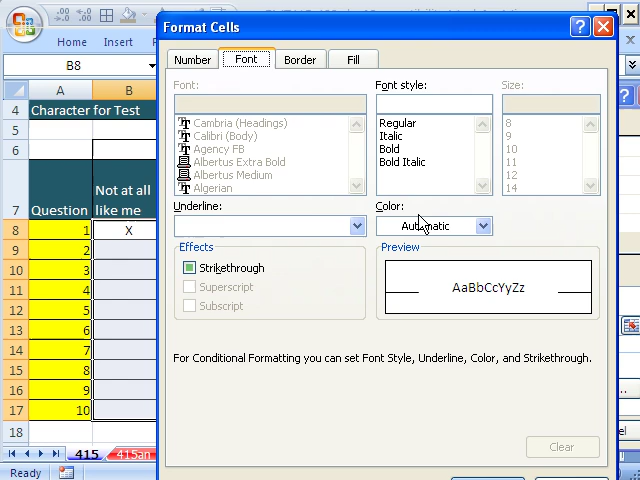 Format Cells
Home Insert
Number Font Border Fill
B8
A B
4 Character for Test
5
6
7 Question Not at all like me
8 1 X
9 2
10 3
11 4
12 5
13 6
14 7
15 8
16 9
17 10
18
415 415an
Ready
Font:
Cambria (Headings)
Calibri (Body)
Agency FB
Albertus Extra Bold
Albertus Medium
Algerian
Font style:
Regular
Italic
Bold
Bold Italic
Size:
8
9
10
11
12
14
Underline:
Color:
Automatic
Effects
Strikethrough
Superscript
Subscript
Preview
AaBbCcYyZz
For Conditional Formatting you can set Font Style, Underline, Color, and Strikethrough.
Clear